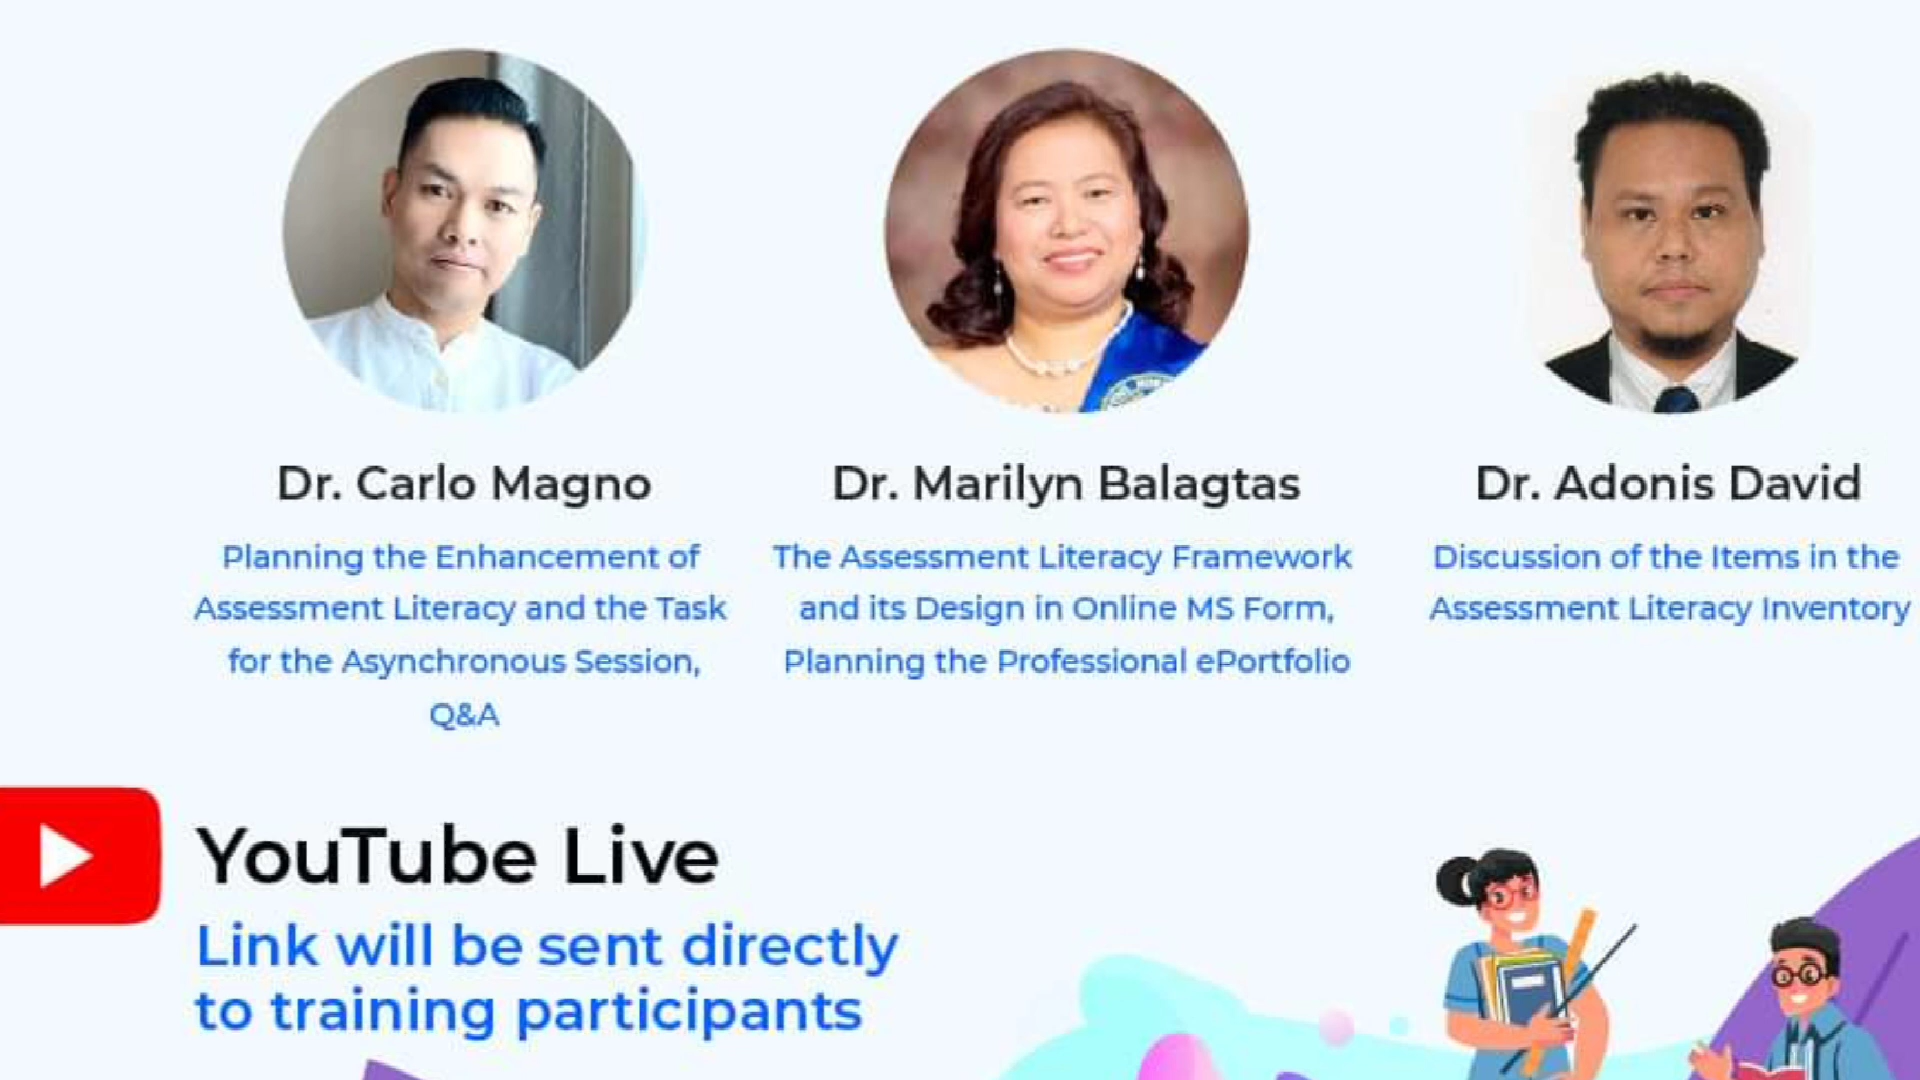 Dr. Carlo Magno
Planning the Enhancement of
Assessment Literacy and the Task
for the Asynchronous Session,
Q&A
Dr. Marilyn Balagtas
The Assessment Literacy Framework
and its Design in Online MS Form,
Planning the Professional ePortfolio
Dr. Adonis David
Discussion of the Items in the
Assessment Literacy Inventory
YouTube Live
Link will be sent directly
to training participants